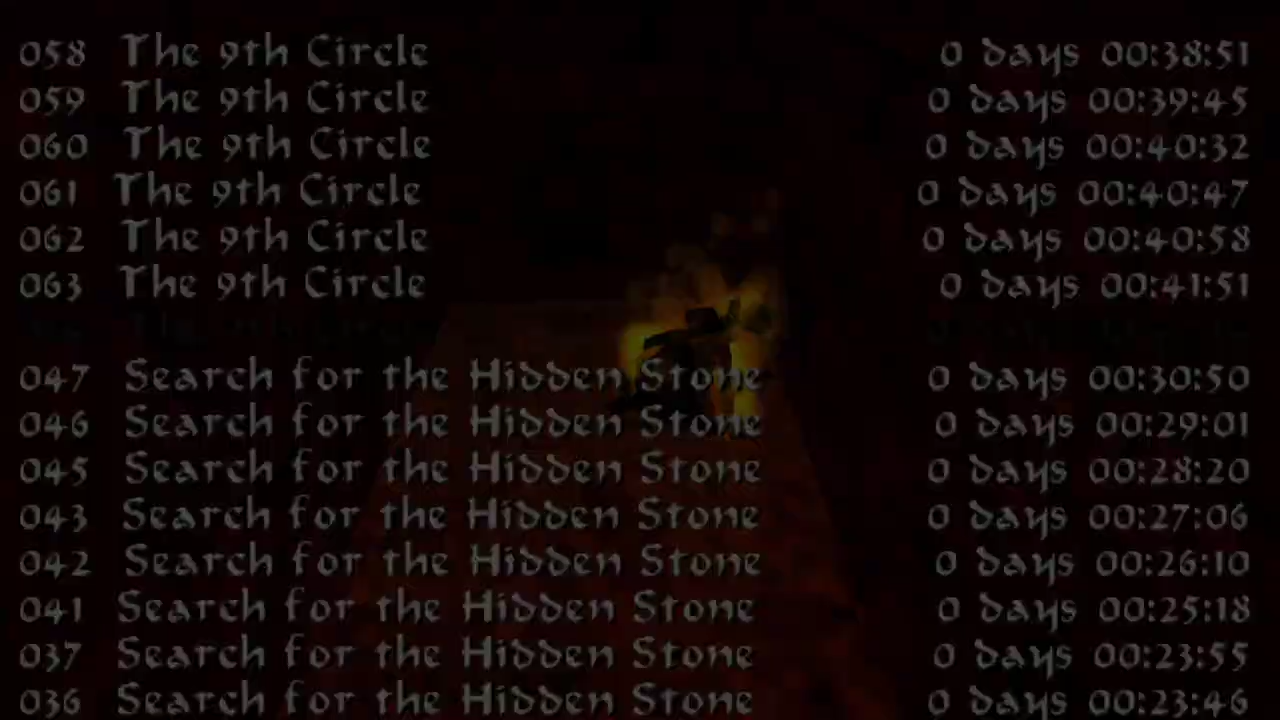 058 The 9th Circle 0 days 00:38:51
059 The 9th Circle 0 days 00:39:45
060 The 9th Circle 0 days 00:40:32
061 The 9th Circle 0 days 00:40:47
062 The 9th Circle 0 days 00:40:58
063 The 9th Circle 0 days 00:41:51
047 Search for the Hidden Stone 0 days 00:30:50
046 Search for the Hidden Stone 0 days 00:29:01
045 Search for the Hidden Stone 0 days 00:28:20
043 Search for the Hidden Stone 0 days 00:27:06
042 Search for the Hidden Stone 0 days 00:26:10
041 Search for the Hidden Stone 0 days 00:25:18
037 Search for the Hidden Stone 0 days 00:23:55
036 Search for the Hidden Stone 0 days 00:23:46